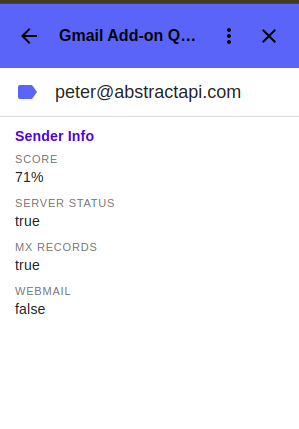 Gmail Add-on Q...
peter@abstractapi.com
Sender Info
SCORE
71%
SERVER STATUS
true
MX RECORDS
true
WEBMAIL
false